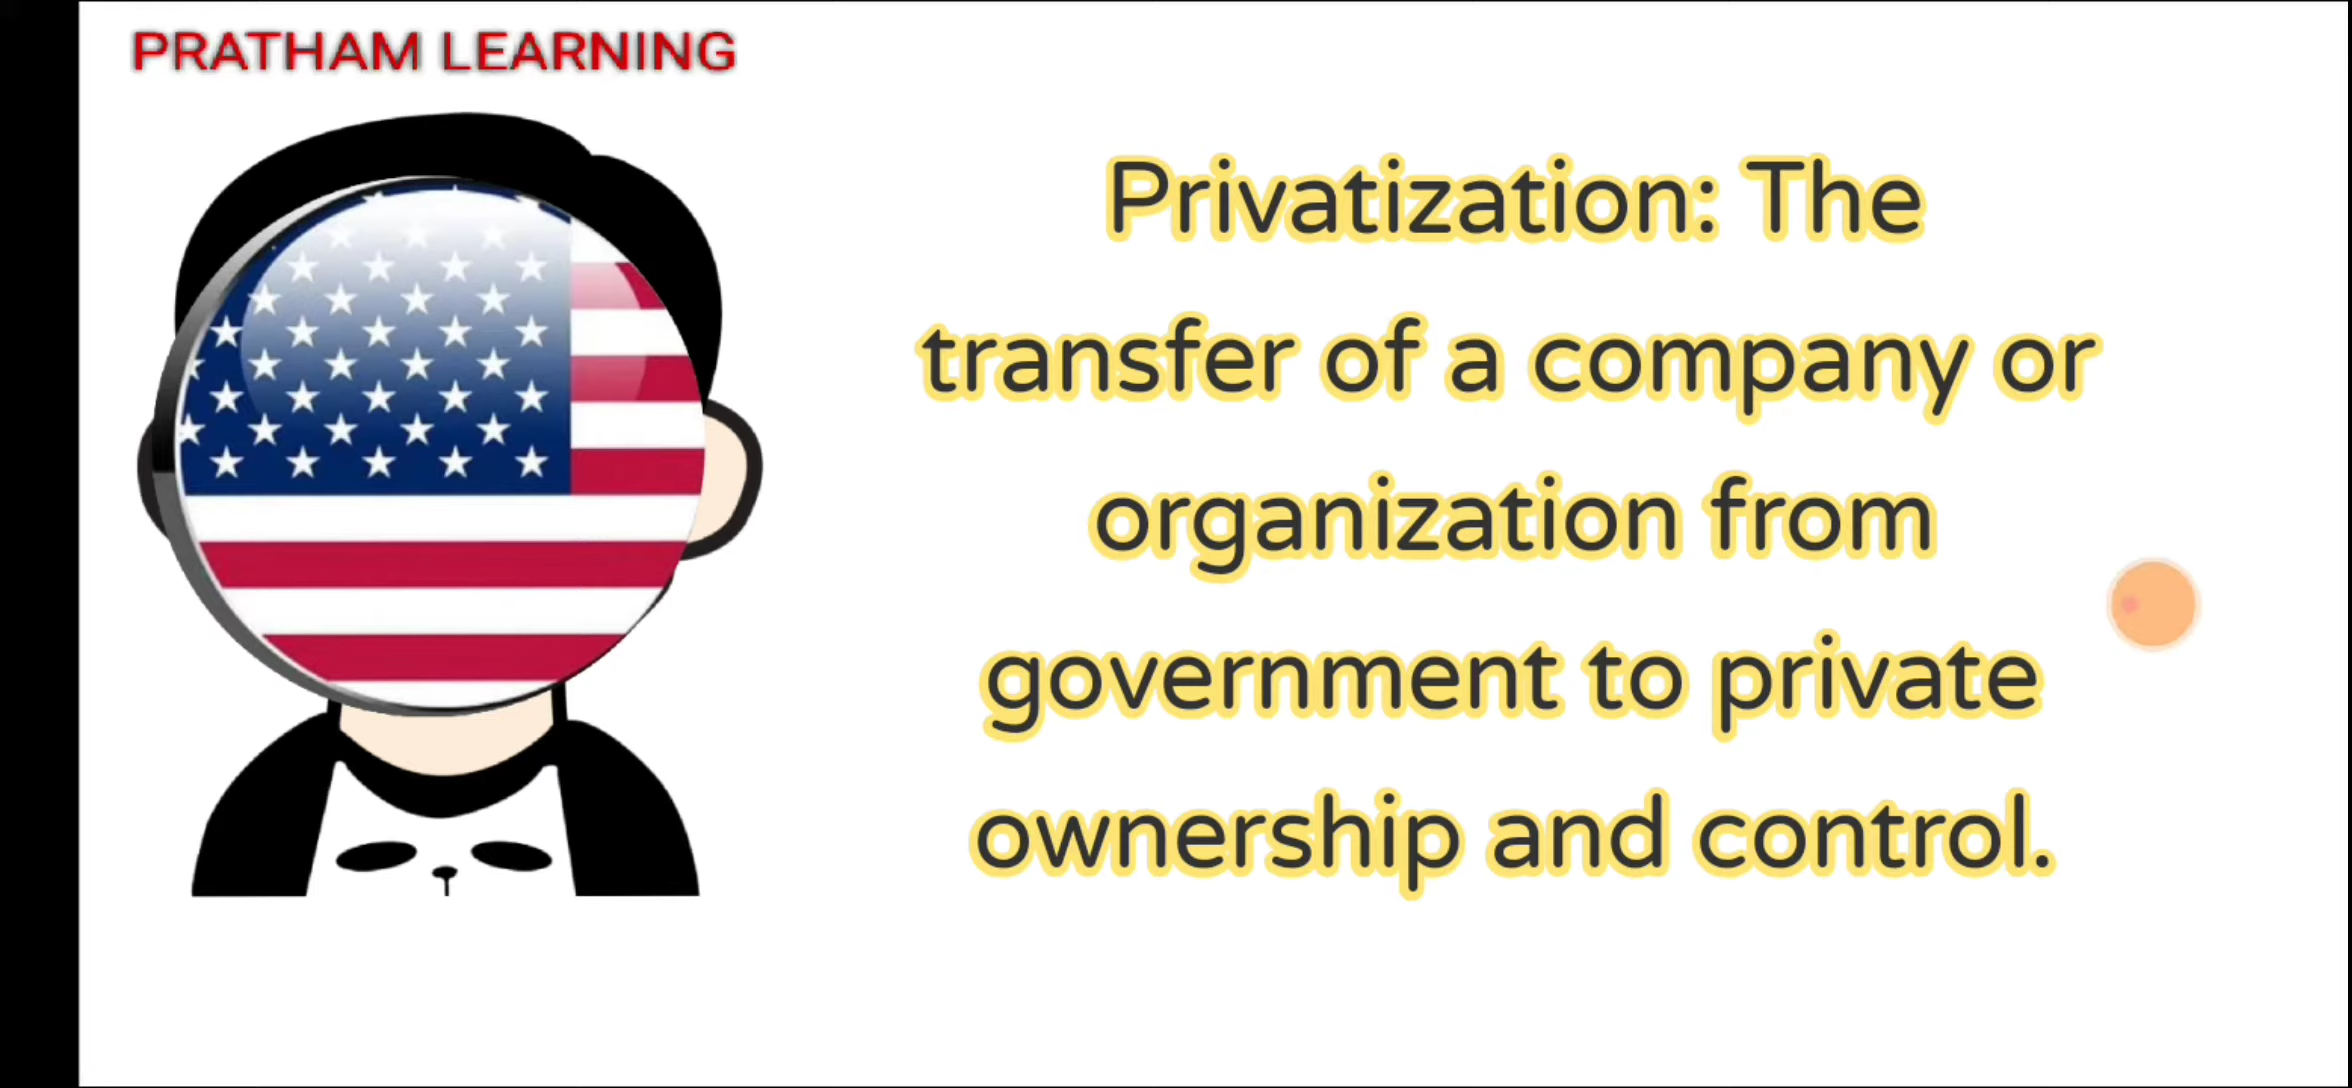 PRATHAM LEARNING
Privatization: The
transfer of a company or
organization from
government to private
ownership and control.